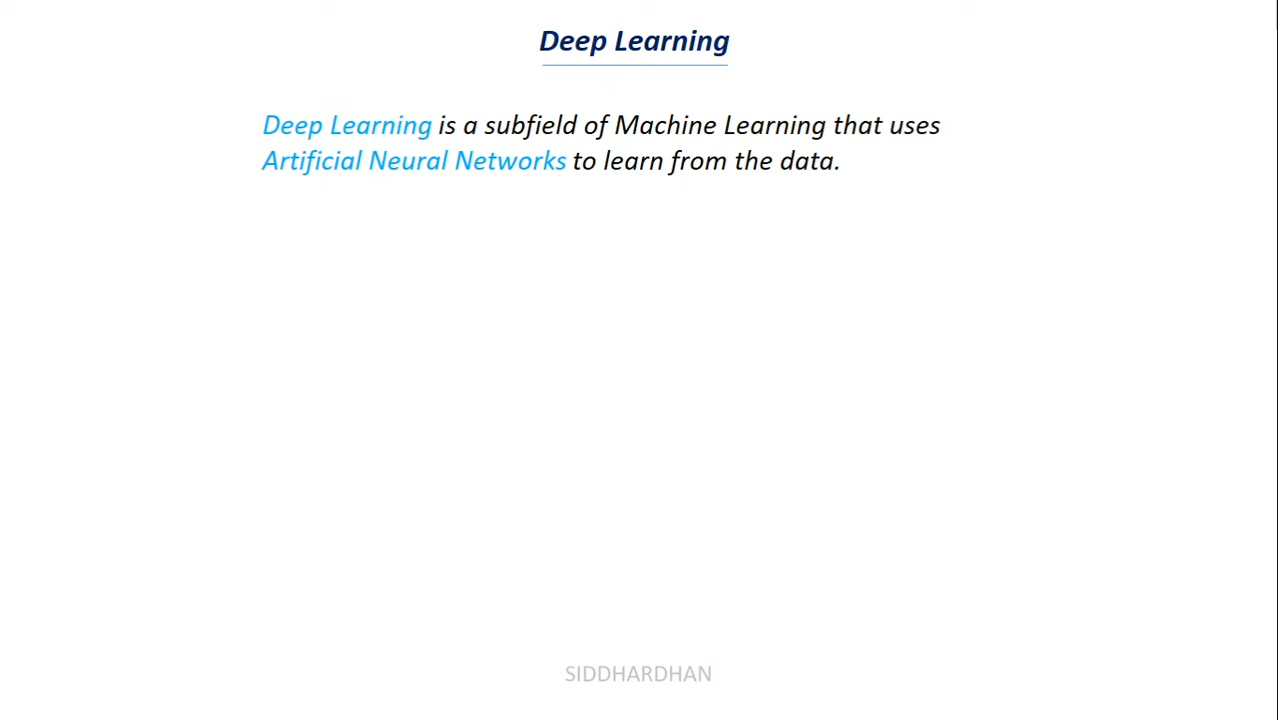 Deep Learning
Deep Learning is a subfield of Machine Learning that uses
Artificial Neural Networks to learn from the data.
SIDDHARDHAN